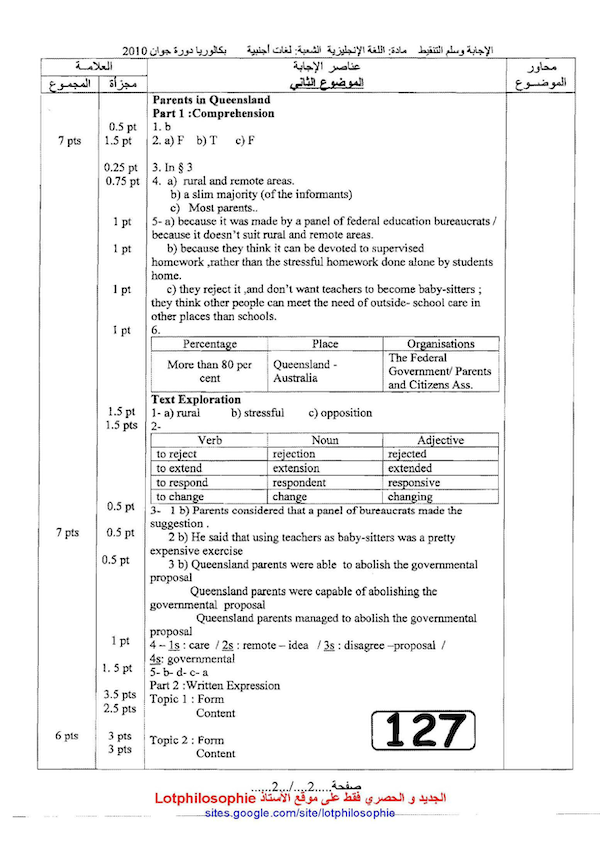 الإجابة وسلم التنقيط مادة: اللغة الإنجليزية الشعبة: لغات أجنبية بكالوريا دورة جوان 2010
محاور الموضوع
عناصر الإجابة
الموضوع الثاني
العلامة
مجزأة المجموع
Parents in Queensland
Part 1 :Comprehension
0.5 pt 1. b
7 pts 1.5 pt 2. a) F b) T c) F
0.25 pt 3. In § 3
0.75 pt 4. a) rural and remote areas.
b) a slim majority (of the informants)
c) Most parents..
1 pt 5- a) because it was made by a panel of federal education bureaucrats /
because it doesn't suit rural and remote areas.
1 pt b) because they think it can be devoted to supervised
homework ,rather than the stressful homework done alone by students
home.
1 pt c) they reject it ,and don't want teachers to become baby-sitters ;
they think other people can meet the need of outside- school care in
other places than schools.
1 pt 6.
Percentage Place Organisations
More than 80 per cent Queensland - Australia The Federal Government/ Parents and Citizens Ass.
Text Exploration
1.5 pt 1- a) rural b) stressful c) opposition
1.5 pts 2-
Verb Noun Adjective
to reject rejection rejected
to extend extension extended
to respond respondent responsive
to change change changing
0.5 pt 3- 1 b) Parents considered that a panel of bureaucrats made the
suggestion .
7 pts 0.5 pt 2 b) He said that using teachers as baby-sitters was a pretty
expensive exercise
0.5 pt 3 b) Queensland parents were able to abolish the governmental
proposal
Queensland parents were capable of abolishing the
governmental proposal
Queensland parents managed to abolish the governmental
proposal
1 pt 4 – 1s : care / 2s : remote – idea / 3s : disagree –proposal /
4s: governmental
1. 5 pt 5- b- d- c- a
Part 2 :Written Expression
3.5 pts Topic 1 : Form
2.5 pts Content
127
6 pts 3 pts Topic 2 : Form
3 pts Content
صفحة.....2..../...2......
الجديد و الحصري فقط على موقع الأستاذ Lotphilosophie
sites.google.com/site/lotphilosophie